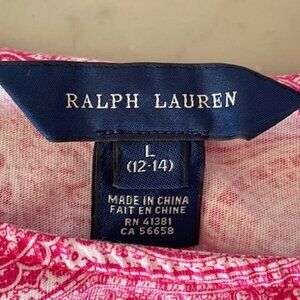 RALPH LAUREN
L
(12-14)
MADE IN CHINA
FAIT EN CHINE
RN 41381
CA 56658